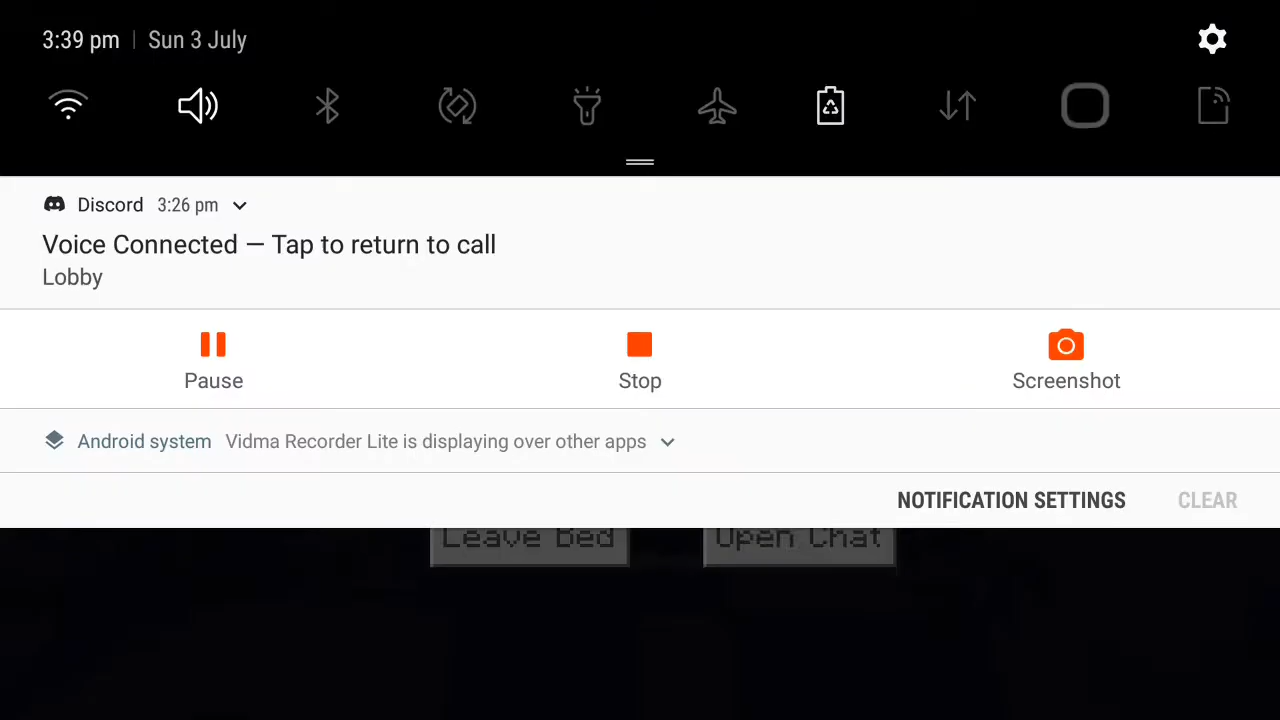 3:39 pm | Sun 3 July
Discord 3:26 pm
Voice Connected — Tap to return to call
Lobby
Pause Stop Screenshot
Android system Vidma Recorder Lite is displaying over other apps
NOTIFICATION SETTINGS CLEAR
Leave Bed Open Chat